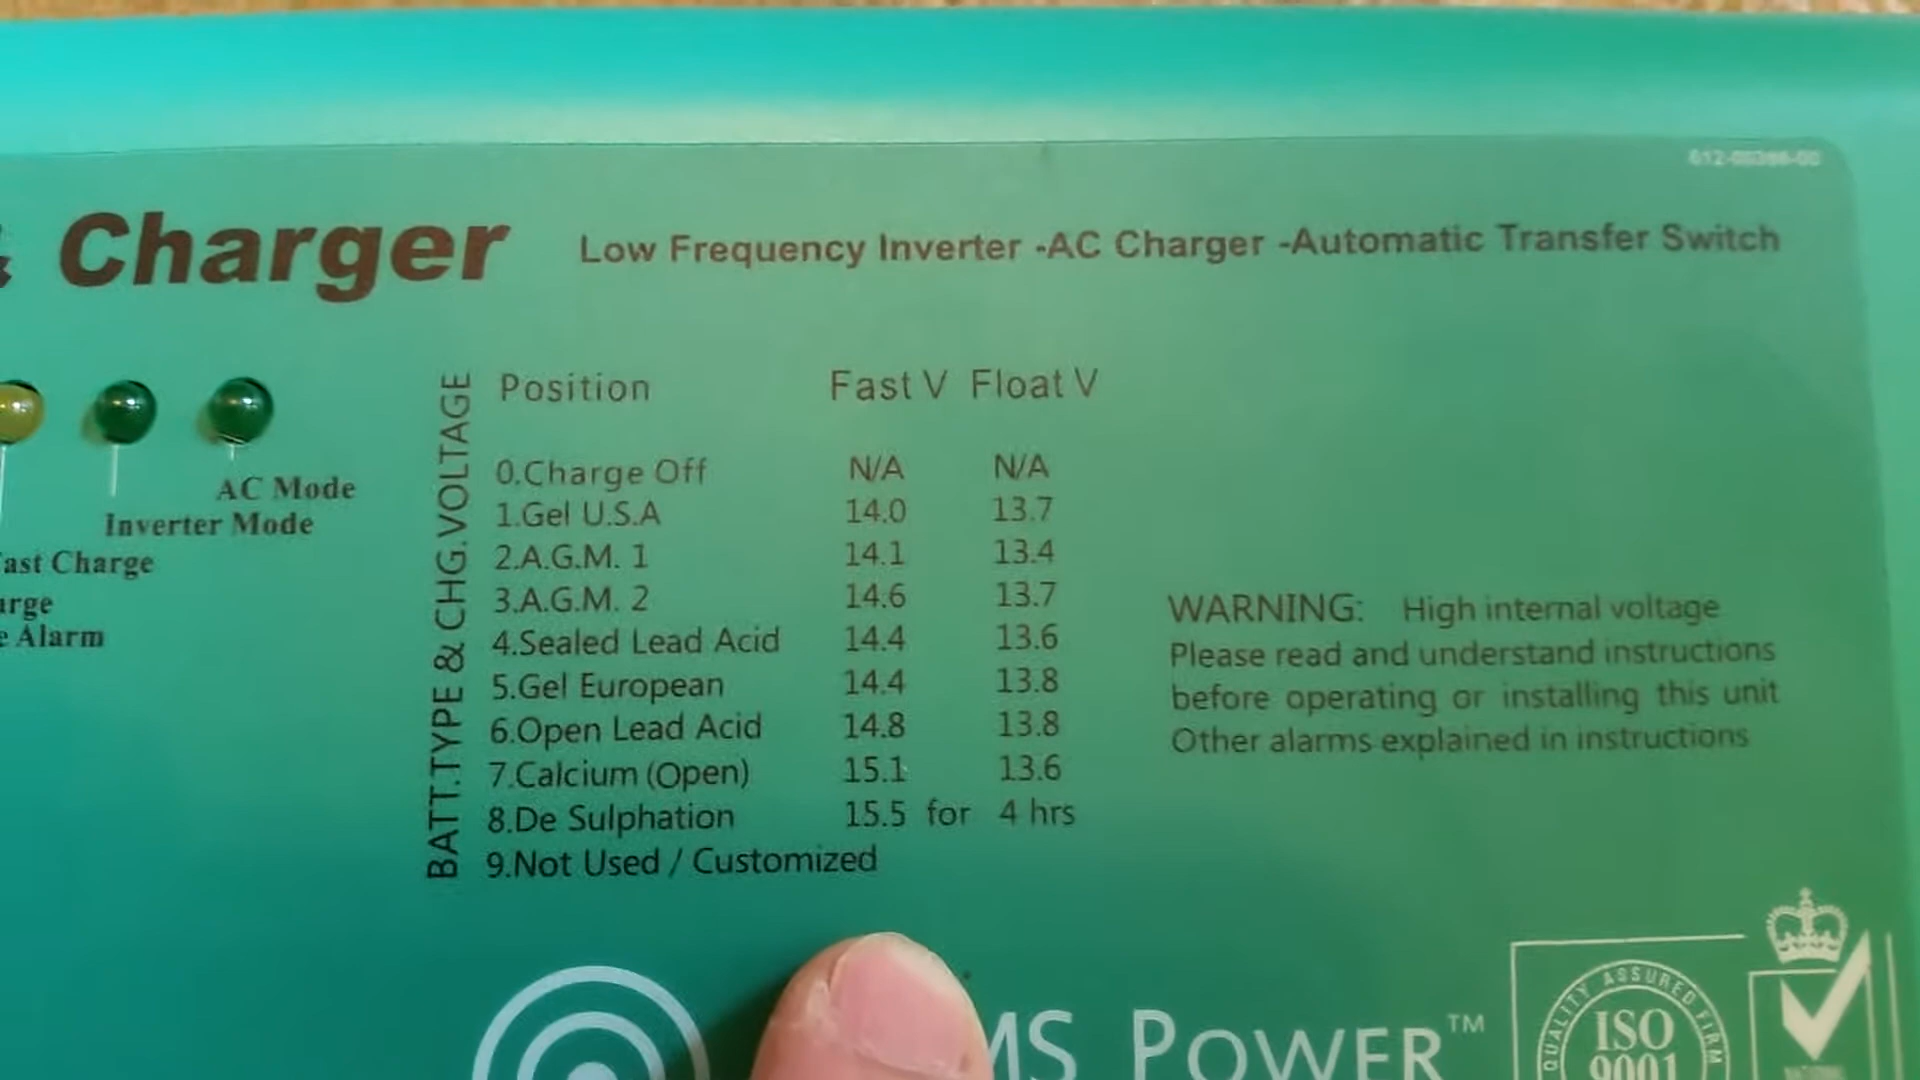 & Charger
Low Frequency Inverter -AC Charger -Automatic Transfer Switch
AC Mode
Inverter Mode
ast Charge
arge
e Alarm
BATT.TYPE & CHG.VOLTAGE
Position Fast V Float V
0.Charge Off N/A N/A
1.Gel U.S.A 14.0 13.7
2.A.G.M. 1 14.1 13.4
3.A.G.M. 2 14.6 13.7
4.Sealed Lead Acid 14.4 13.6
5.Gel European 14.4 13.8
6.Open Lead Acid 14.8 13.8
7.Calcium (Open) 15.1 13.6
8.De Sulphation 15.5 for 4 hrs
9.Not Used / Customized
WARNING: High internal voltage
Please read and understand instructions
before operating or installing this unit
Other alarms explained in instructions
MS POWER™
QUALITY ASSURED FIRM
ISO
9001